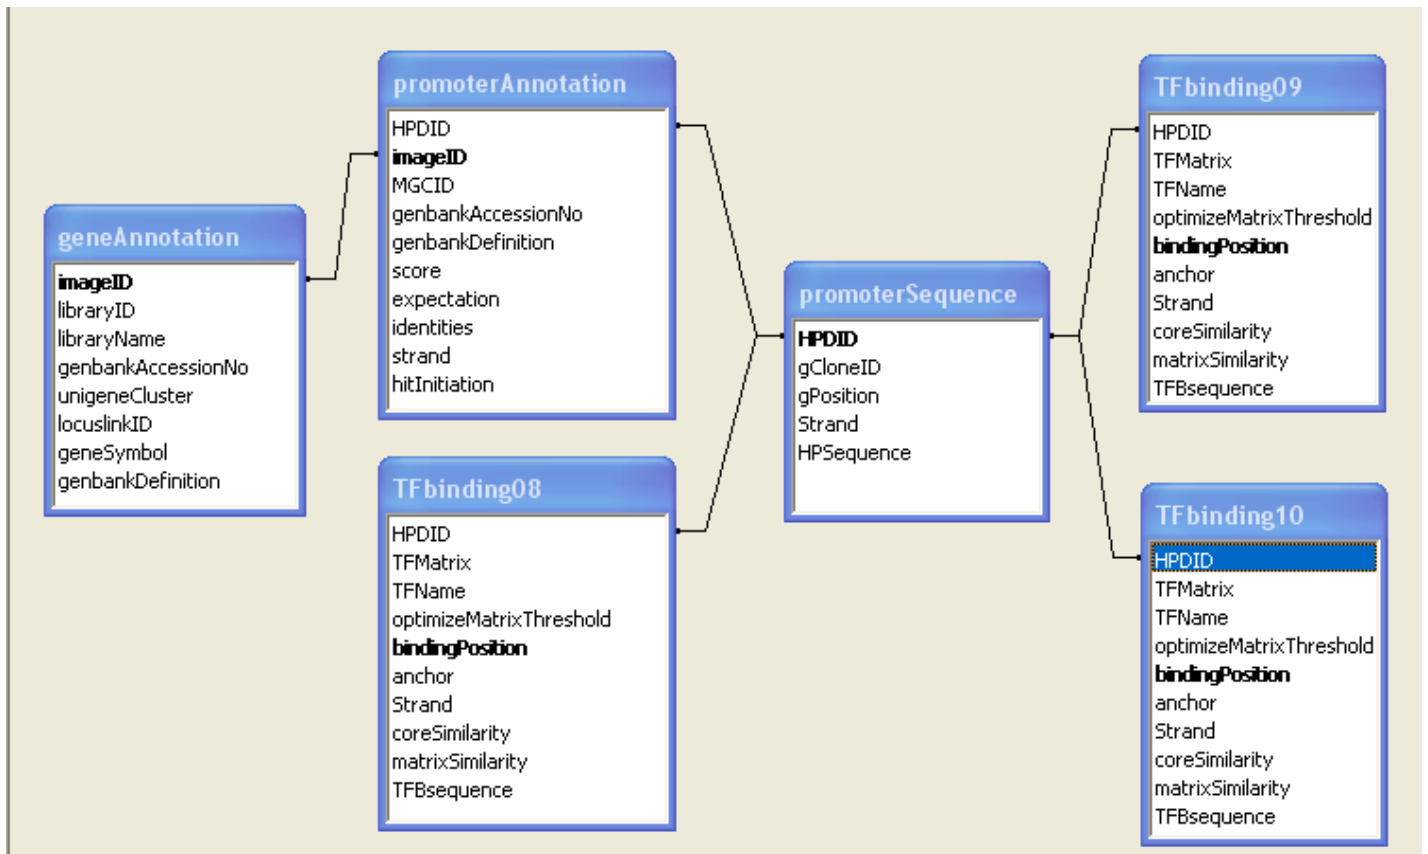 geneAnnotation
imageID
libraryID
libraryName
genbankAccessionNo
unigeneCluster
locuslinkID
geneSymbol
genbankDefinition
promoterAnnotation
HPDID
imageID
MGCID
genbankAccessionNo
genbankDefinition
score
expectation
identities
strand
hitInitiation
TFbinding08
HPDID
TFMatrix
TFName
optimizeMatrixThreshold
bindingPosition
anchor
Strand
coreSimilarity
matrixSimilarity
TFBsequence
promoterSequence
HPDID
gCloneID
gPosition
Strand
HPSequence
TFbinding09
HPDID
TFMatrix
TFName
optimizeMatrixThreshold
bindingPosition
anchor
Strand
coreSimilarity
matrixSimilarity
TFBsequence
TFbinding10
HPDID
TFMatrix
TFName
optimizeMatrixThreshold
bindingPosition
anchor
Strand
coreSimilarity
matrixSimilarity
TFBsequence